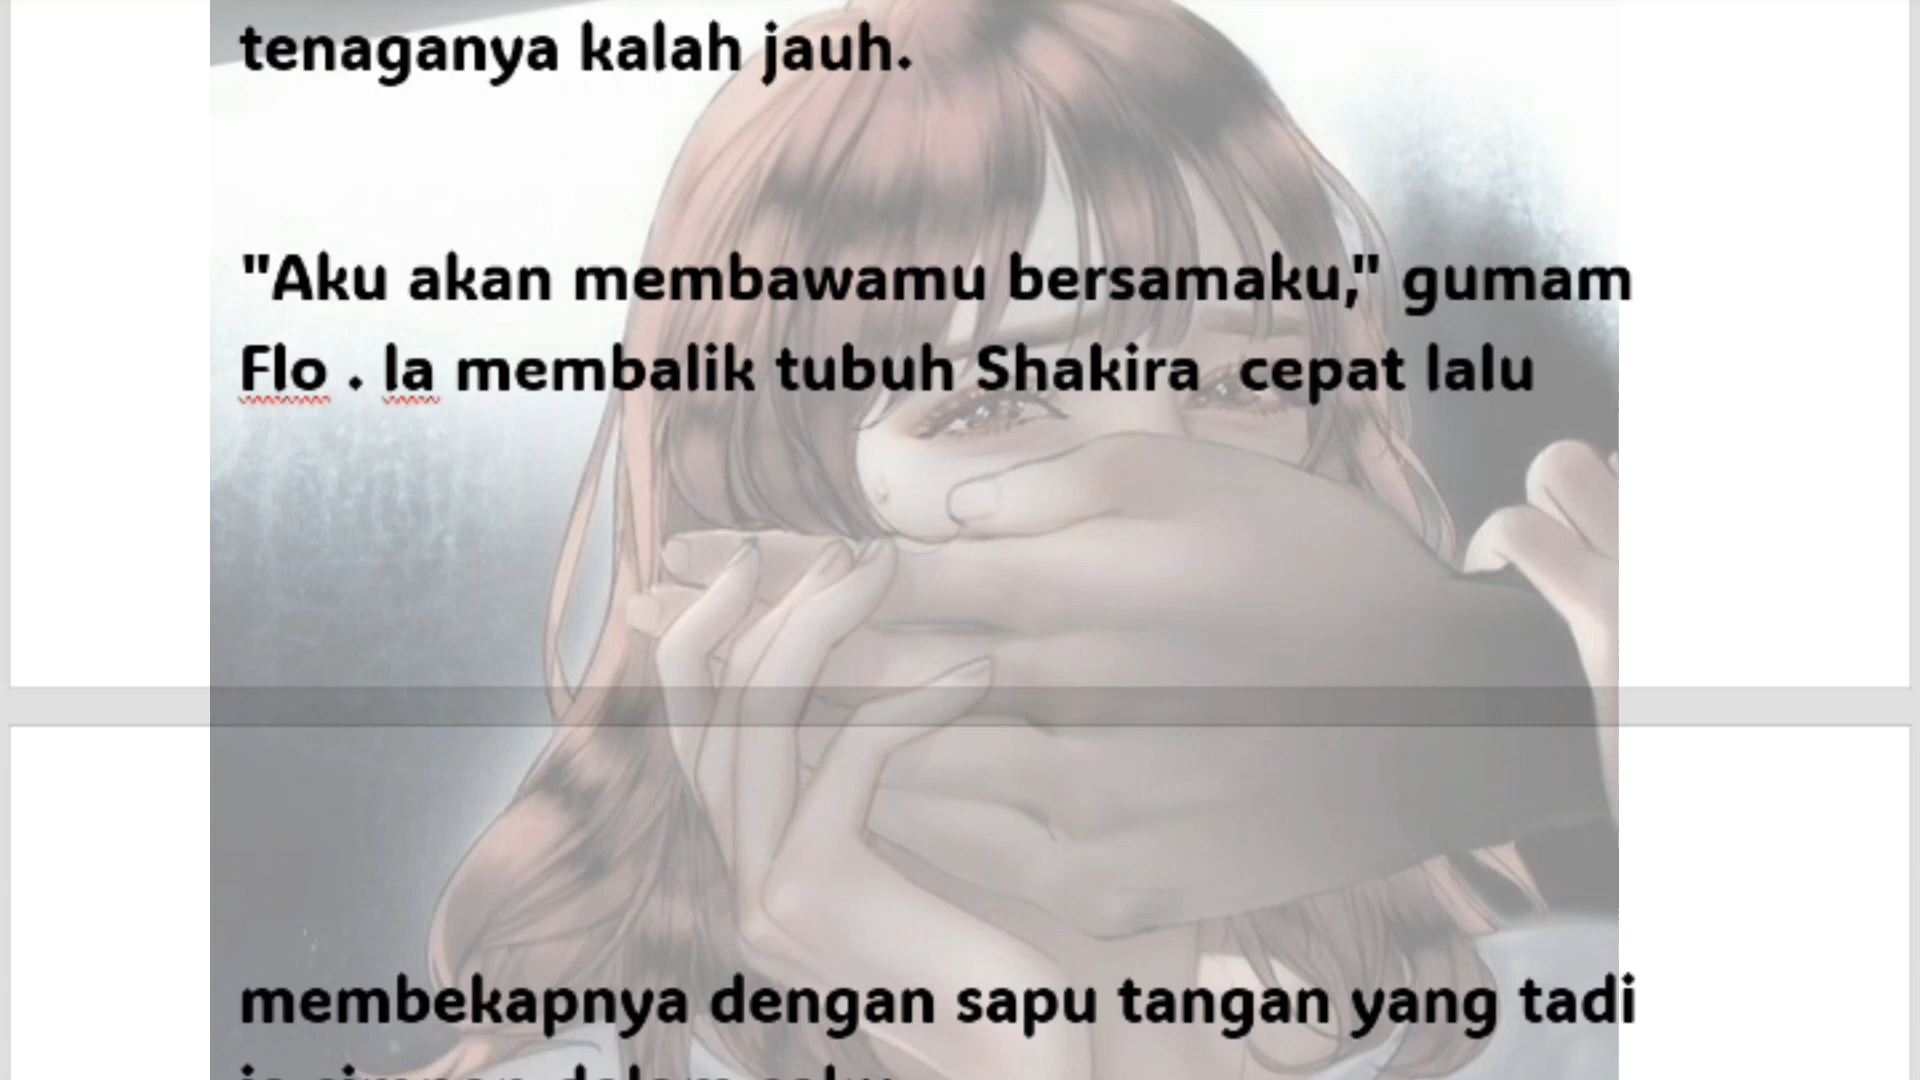 tenaganya kalah jauh.
"Aku akan membawamu bersamaku," gumam
Flo . Ia membalik tubuh Shakira cepat lalu
membekapnya dengan sapu tangan yang tadi